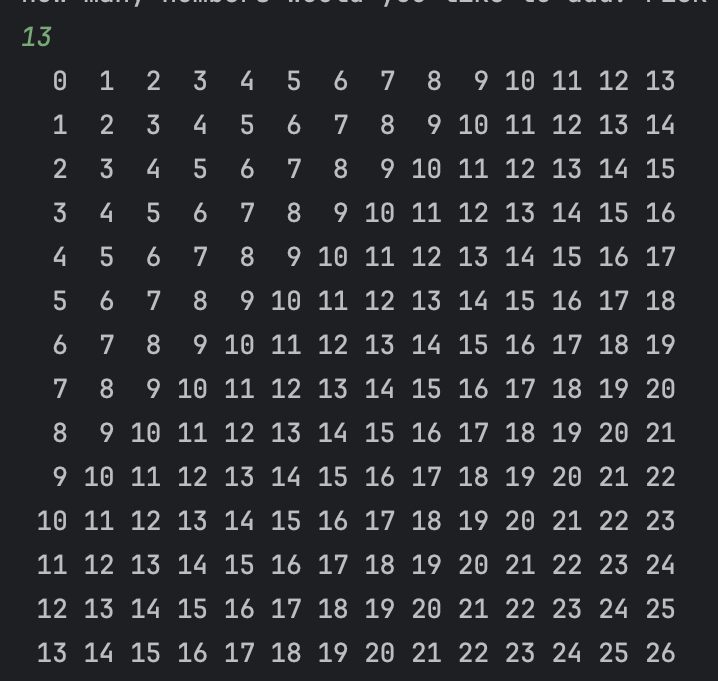 how many numbers would you like to add? Pick
13
0 1 2 3 4 5 6 7 8 9 10 11 12 13
1 2 3 4 5 6 7 8 9 10 11 12 13 14
2 3 4 5 6 7 8 9 10 11 12 13 14 15
3 4 5 6 7 8 9 10 11 12 13 14 15 16
4 5 6 7 8 9 10 11 12 13 14 15 16 17
5 6 7 8 9 10 11 12 13 14 15 16 17 18
6 7 8 9 10 11 12 13 14 15 16 17 18 19
7 8 9 10 11 12 13 14 15 16 17 18 19 20
8 9 10 11 12 13 14 15 16 17 18 19 20 21
9 10 11 12 13 14 15 16 17 18 19 20 21 22
10 11 12 13 14 15 16 17 18 19 20 21 22 23
11 12 13 14 15 16 17 18 19 20 21 22 23 24
12 13 14 15 16 17 18 19 20 21 22 23 24 25
13 14 15 16 17 18 19 20 21 22 23 24 25 26